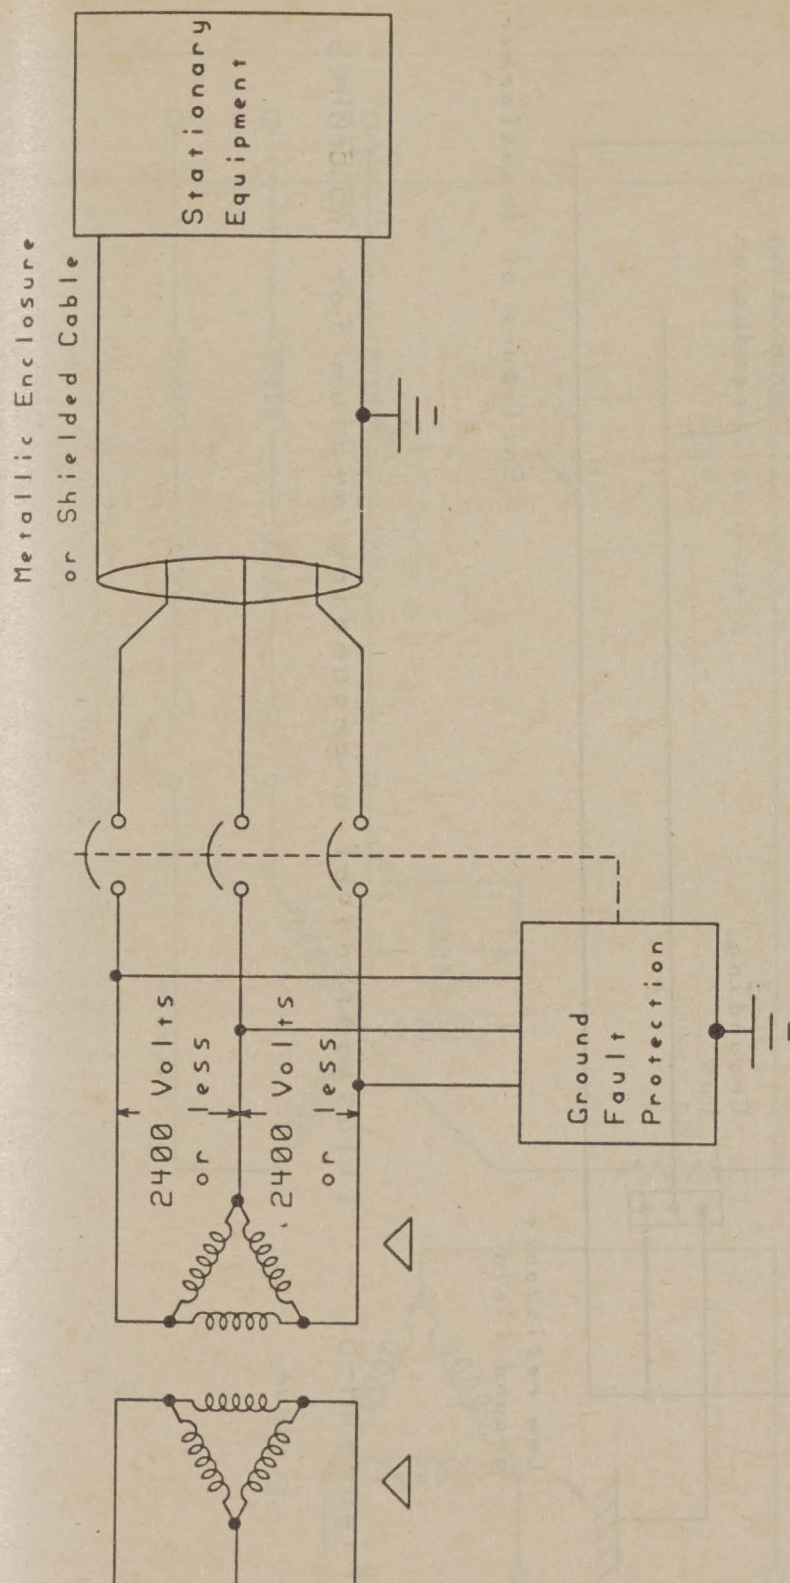 Metallic Enclosure
or Shielded Cable
Stationary
Equipment
2400 Volts
or less
2400 Volts
or less
Ground
Fault
Protection